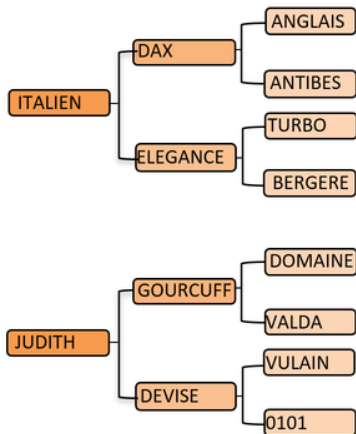 ANGLAIS
DAX
ANTIBES
ITALIEN
TURBO
ELEGANCE
BERGERE
DOMAINE
GOURCUFF
VALDA
JUDITH
VULAIN
DEVISE
0101